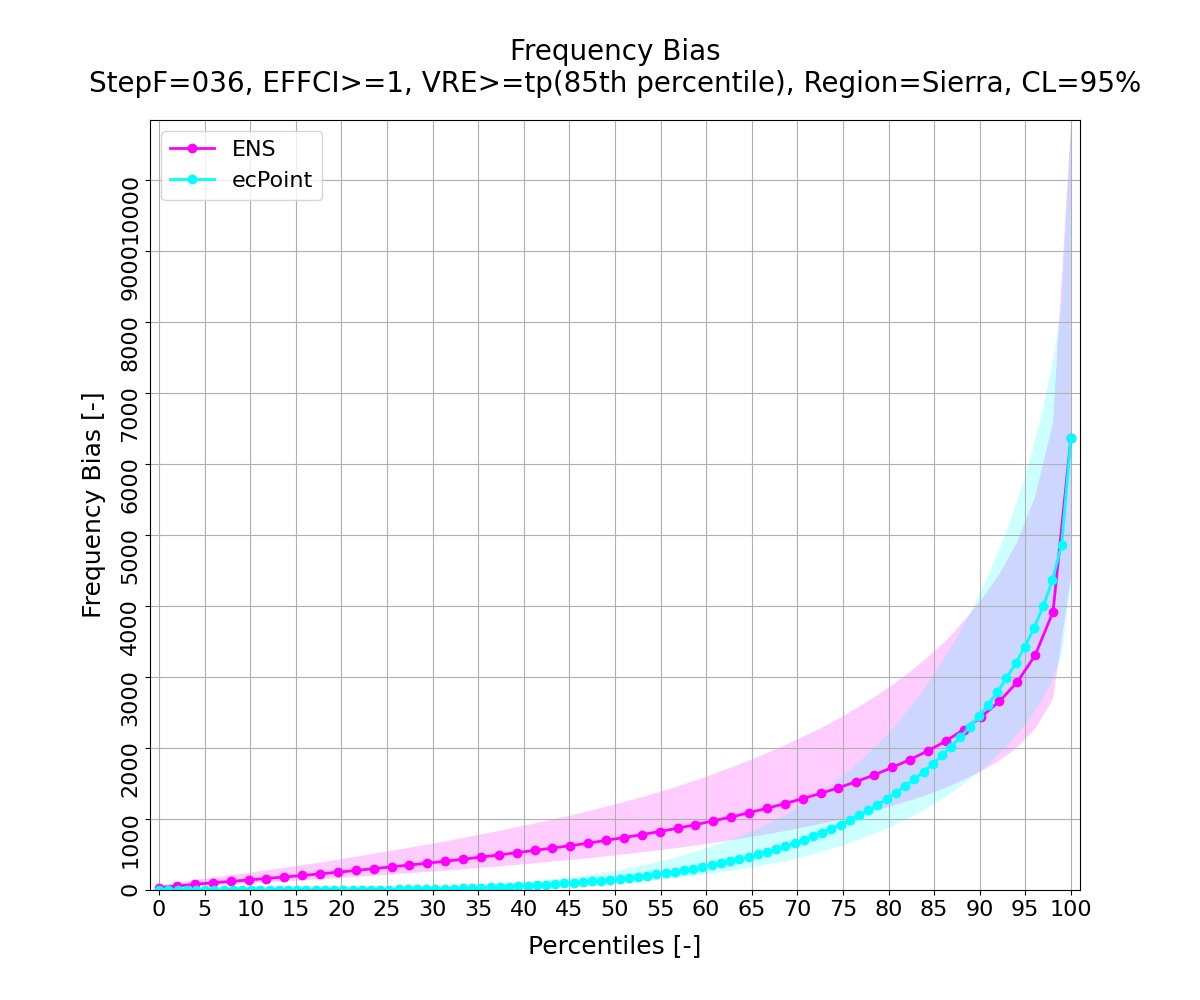 Frequency Bias
StepF=036, EFFCI>=1, VRE>=tp(85th percentile), Region=Sierra, CL=95%
ENS
ecPoint
Frequency Bias [-]
10000
9000
8000
7000
6000
5000
4000
3000
2000
1000
0
0 5 10 15 20 25 30 35 40 45 50 55 60 65 70 75 80 85 90 95 100
Percentiles [-]